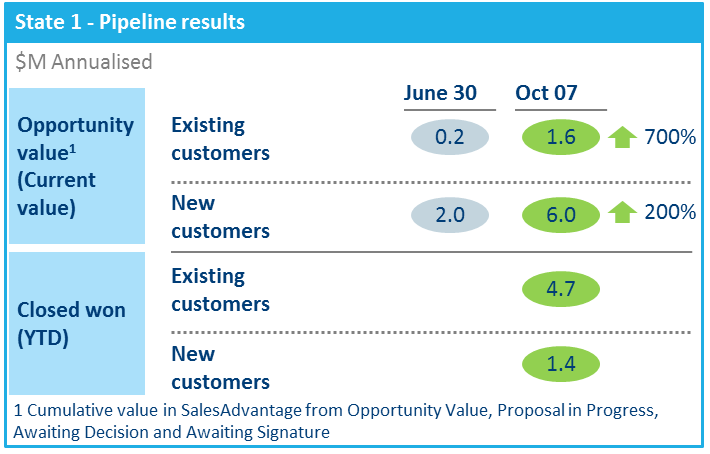 State 1 - Pipeline results
$M Annualised
June 30 Oct 07
Opportunity value¹ (Current value)
Existing customers 0.2 1.6 700%
New customers 2.0 6.0 200%
Closed won (YTD)
Existing customers 4.7
New customers 1.4
1 Cumulative value in SalesAdvantage from Opportunity Value, Proposal in Progress,
Awaiting Decision and Awaiting Signature